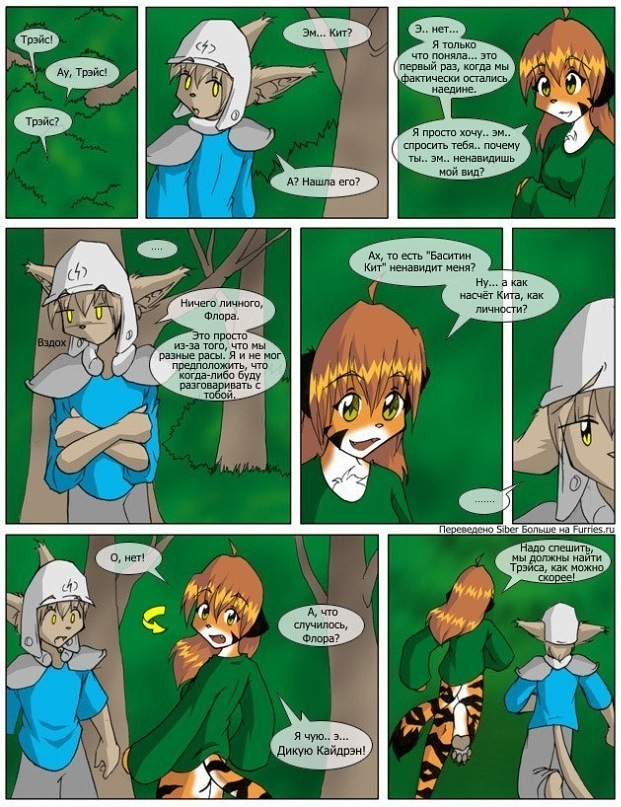 Трэйс!
Ау, Трэйс!
Трэйс?
Эм... Кит?
А? Нашла его?
Э.. нет...
Я только
что поняла... это
первый раз, когда мы
фактически остались
наедине.
Я просто хочу.. эм..
спросить тебя.. почему
ты.. эм.. ненавидишь
мой вид?
....
Вздох
Ничего личного,
Флора.
Это просто
из-за того, что мы
разные расы. Я и не мог
предположить, что
когда-либо буду
разговаривать с
тобой.
Ах, то есть "Баситин
Кит" ненавидит меня?
Ну... а как
насчёт Кита, как
личности?
.......
Переведено Siber Больше на Furries.ru
О, нет!
А, что
случилось,
Флора?
Я чую.. э...
Дикую Кайдрэн!
Надо спешить,
мы должны найти
Трэйса, как можно
скорее!